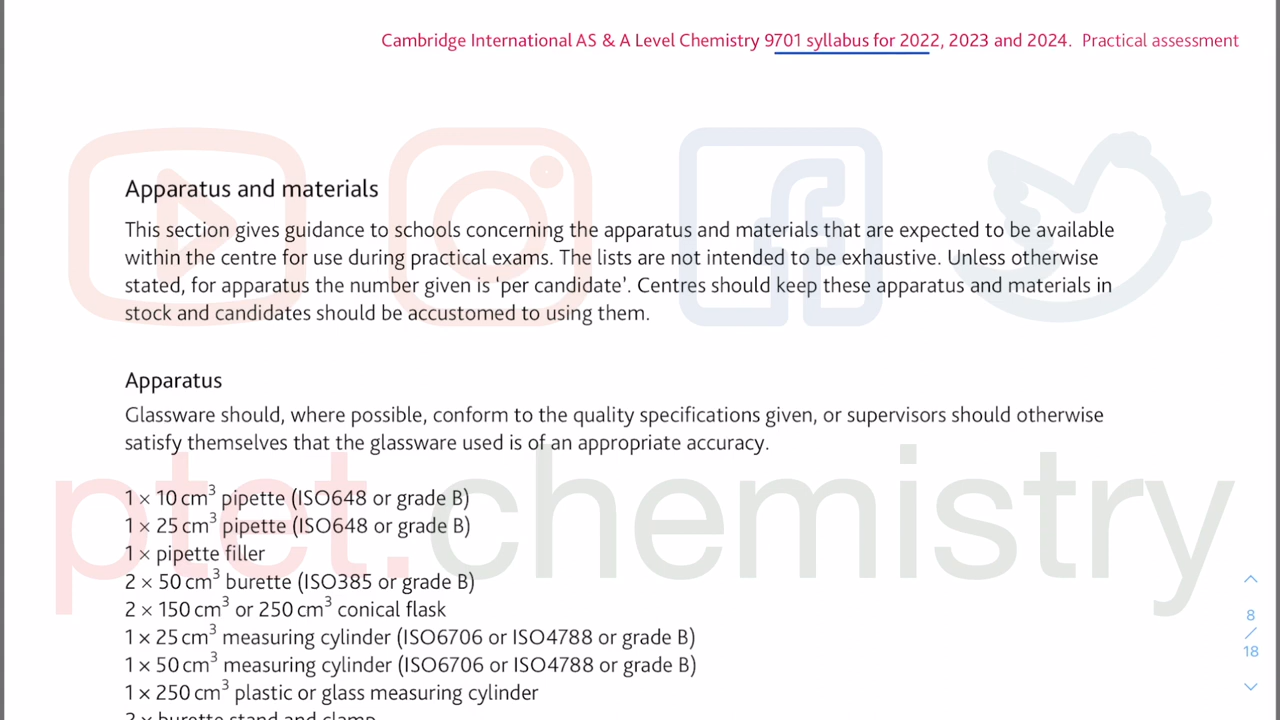 Cambridge International AS & A Level Chemistry 9701 syllabus for 2022, 2023 and 2024. Practical assessment
Apparatus and materials
This section gives guidance to schools concerning the apparatus and materials that are expected to be available
within the centre for use during practical exams. The lists are not intended to be exhaustive. Unless otherwise
stated, for apparatus the number given is 'per candidate'. Centres should keep these apparatus and materials in
stock and candidates should be accustomed to using them.
Apparatus
Glassware should, where possible, conform to the quality specifications given, or supervisors should otherwise
satisfy themselves that the glassware used is of an appropriate accuracy.
ptet.chemistry
1 × 10 cm³ pipette (ISO648 or grade B)
1 × 25 cm³ pipette (ISO648 or grade B)
1 × pipette filler
2 × 50 cm³ burette (ISO385 or grade B)
2 × 150 cm³ or 250 cm³ conical flask
1 × 25 cm³ measuring cylinder (ISO6706 or ISO4788 or grade B)
1 × 50 cm³ measuring cylinder (ISO6706 or ISO4788 or grade B)
1 × 250 cm³ plastic or glass measuring cylinder
2 × burette stand and clamp
8
/
18